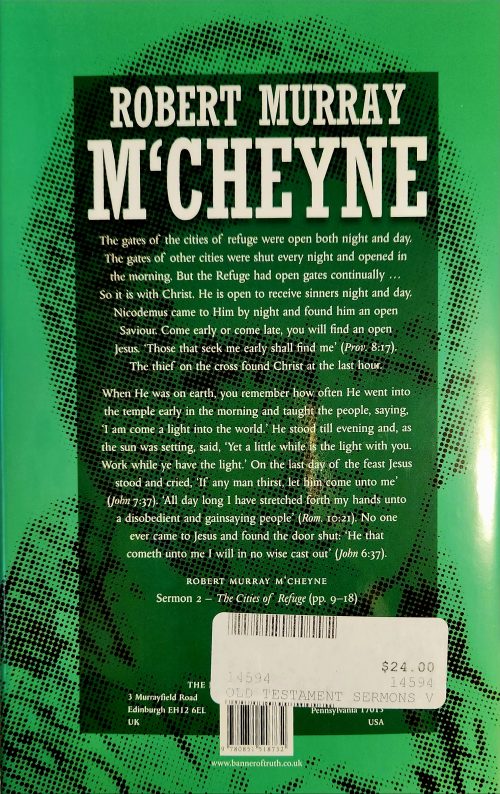 ROBERT MURRAY
M‘CHEYNE
The gates of the cities of refuge were open both night and day.
The gates of other cities were shut every night and opened in
the morning. But the Refuge had open gates continually …
So it is with Christ. He is open to receive sinners night and day.
Nicodemus came to Him by night and found him an open
Saviour. Come early or come late, you will find an open
Jesus. ‘Those that seek me early shall find me’ (Prov. 8:17).
The thief on the cross found Christ at the last hour.
When He was on earth, you remember how often He went into
the temple early in the morning and taught the people, saying,
‘I am come a light into the world.’ He stood till evening and, as
the sun was setting, said, ‘Yet a little while is the light with you.
Work while ye have the light.’ On the last day of the feast Jesus
stood and cried, ‘If any man thirst, let him come unto me’
(John 7:37). ‘All day long I have stretched forth my hands unto
a disobedient and gainsaying people’ (Rom. 10:21). No one
ever came to Jesus and found the door shut: ‘He that
cometh unto me I will in no wise cast out’ (John 6:37).
ROBERT MURRAY M‘CHEYNE
Sermon 2 – The Cities of Refuge (pp. 9–18)
$24.00
14594 14594
OLD TESTAMENT SERMONS V
THE
3 Murrayfield Road
Edinburgh EH12 6EL Pennsylvania 17013
UK USA
9 780851 518732
www.banneroftruth.co.uk